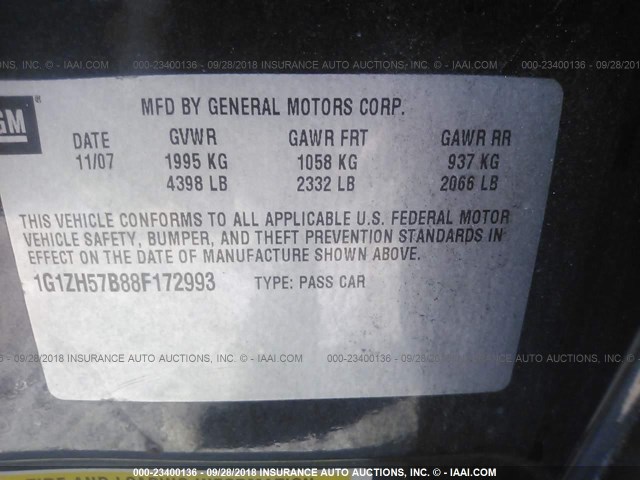 000-23400136 - 09/28/2018 INSURANCE AUTO AUCTIONS, INC. © - IAAI.COM
GM
MFD BY GENERAL MOTORS CORP.
DATE GVWR GAWR FRT GAWR RR
11/07 1995 KG 1058 KG 937 KG
4398 LB 2332 LB 2066 LB
THIS VEHICLE CONFORMS TO ALL APPLICABLE U.S. FEDERAL MOTOR
VEHICLE SAFETY, BUMPER, AND THEFT PREVENTION STANDARDS IN
EFFECT ON THE DATE OF MANUFACTURE SHOWN ABOVE.
1G1ZH57B88F172993 TYPE: PASS CAR
09/28/2018 INSURANCE AUTO AUCTIONS, INC. © - IAAI.COM 000-23400136 - 09/28/2018 INSURANCE AUTO AUCTIONS, INC.
000-23400136 - 09/28/2018 INSURANCE AUTO AUCTIONS, INC. © - IAAI.COM